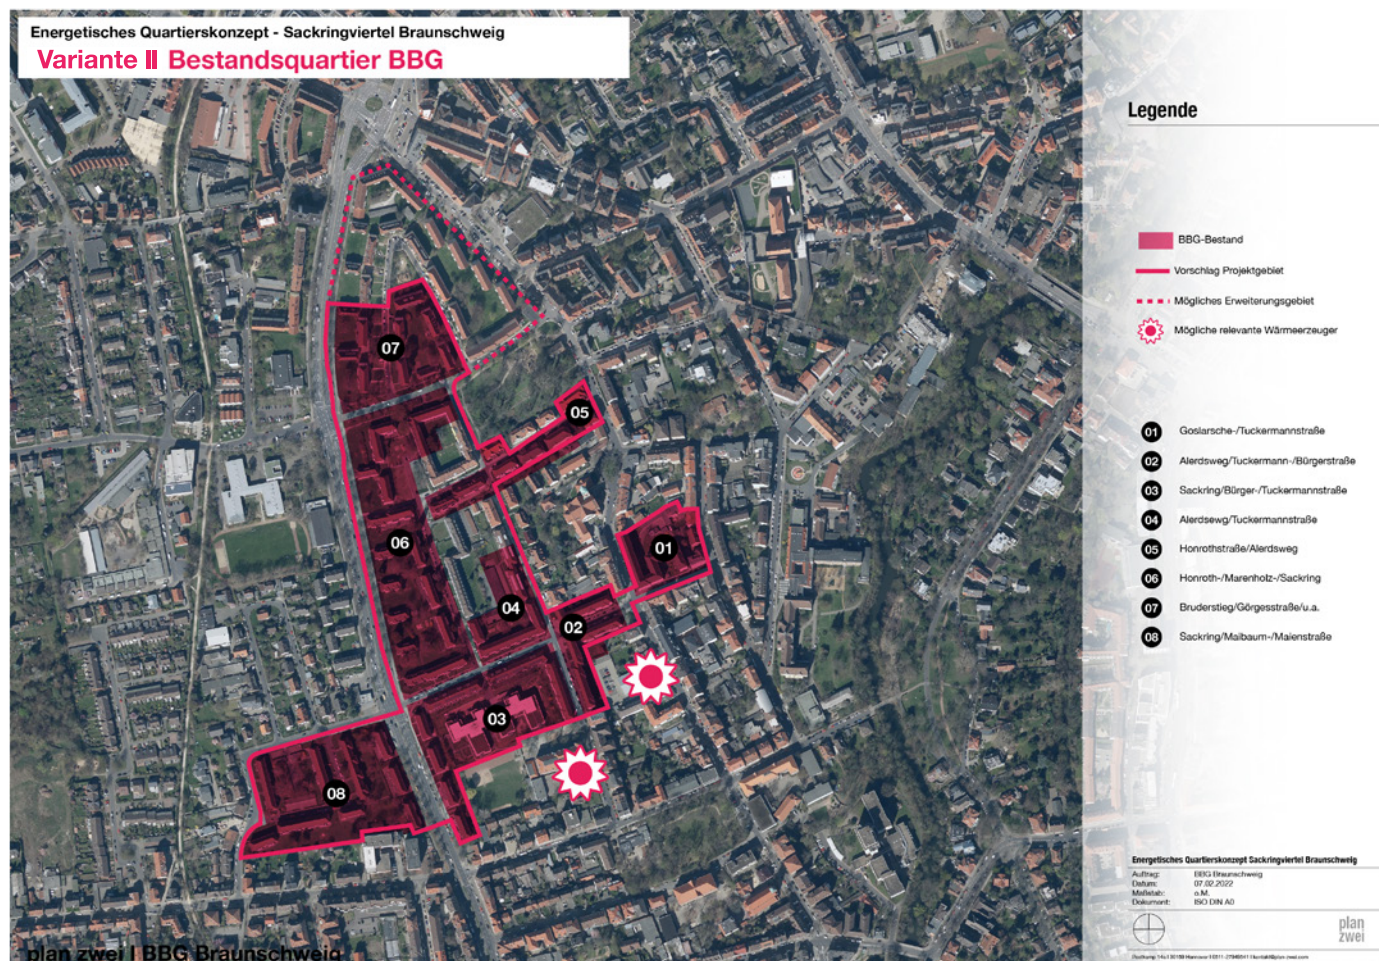 Energetisches Quartierskonzept - Sackringviertel Braunschweig
Variante II Bestandsquartier BBG
Legende
BBG-Bestand
Vorschlag Projektgebiet
Mögliches Erweiterungsgebiet
Mögliche relevante Wärmeerzeuger
01 Goslarsche-/Tuckermannstraße
02 Alerdsweg/Tuckermann-/Bürgerstraße
03 Sackring/Bürger-/Tuckermannstraße
04 Alerdsewg/Tuckermannstraße
05 Honrothstraße/Alerdsweg
06 Honroth-/Marenholz-/Sackring
07 Bruderstieg/Görgesstraße/u.a.
08 Sackring/Maibaum-/Maienstraße
07
05
06
01
04
02
03
08
Energetisches Quartierskonzept Sackringviertel Braunschweig
Auftrag: BBG Braunschweig
Datum: 07.02.2022
Maßstab: o.M.
Dokument: ISO DIN A0
plan
zwei
plan zwei I BBG Braunschweig